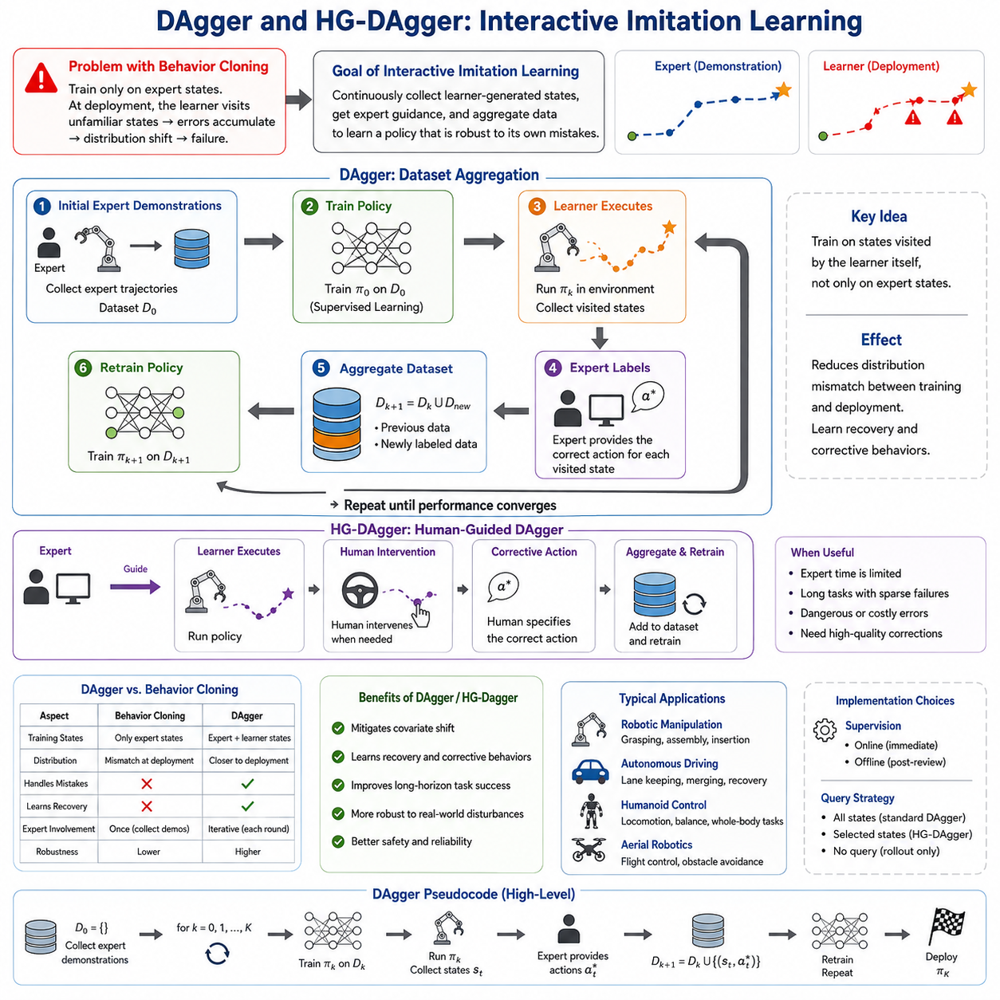 DAgger and HG-DAgger: Interactive Imitation Learning
Problem with Behavior Cloning
Train only on expert states.
At deployment, the learner visits
unfamiliar states → errors accumulate
→ distribution shift → failure.
Goal of Interactive Imitation Learning
Continuously collect learner-generated states,
get expert guidance, and aggregate data
to learn a policy that is robust to its own mistakes.
Expert (Demonstration)
Learner (Deployment)
DAgger: Dataset Aggregation
1 Initial Expert Demonstrations
Expert
Collect expert trajectories
Dataset D₀
2 Train Policy
Train π₀ on D₀
(Supervised Learning)
3 Learner Executes
Run πₖ in environment
Collect visited states
4 Expert Labels
a*
Expert provides the
correct action for each
visited state
5 Aggregate Dataset
Dₖ₊₁ = Dₖ ∪ D_new
• Previous data
• Newly labeled data
6 Retrain Policy
Train πₖ₊₁ on Dₖ₊₁
→ Repeat until performance converges
Key Idea
Train on states visited
by the learner itself,
not only on expert states.
Effect
Reduces distribution
mismatch between training
and deployment.
Learn recovery and
corrective behaviors.
HG-DAgger: Human-Guided DAgger
Expert
Guide
Learner Executes
Run policy
Human Intervention
Human intervenes
when needed
Corrective Action
a*
Human specifies
the correct action
Aggregate & Retrain
Add to dataset
and retrain
When Useful
• Expert time is limited
• Long tasks with sparse failures
• Dangerous or costly errors
• Need high-quality corrections
DAgger vs. Behavior Cloning
Aspect Behavior Cloning DAgger
Training States Only expert states Expert + learner states
Distribution Mismatch at deployment Closer to deployment
Handles Mistakes ✗ ✓
Learns Recovery ✗ ✓
Expert Involvement Once (collect demos) Iterative (each round)
Robustness Lower Higher
Benefits of DAgger / HG-Dagger
Mitigates covariate shift
Learns recovery and corrective behaviors
Improves long-horizon task success
More robust to real-world disturbances
Better safety and reliability
Typical Applications
Robotic Manipulation
Grasping, assembly, insertion
Autonomous Driving
Lane keeping, merging, recovery
Humanoid Control
Locomotion, balance, whole-body tasks
Aerial Robotics
Flight control, obstacle avoidance
Implementation Choices
Supervision
• Online (immediate)
• Offline (post-review)
Query Strategy
• All states (standard DAgger)
• Selected states (HG-DAgger)
• No query (rollout only)
DAgger Pseudocode (High-Level)
D₀ = {}
Collect expert
demonstrations
for k = 0, 1, ..., K
Train πₖ on Dₖ
Run πₖ
Collect states sₜ
Expert provides
actions aₜ*
Dₖ₊₁ = Dₖ ∪ {(sₜ, aₜ*)}
Retrain
Repeat
Deploy
π_K